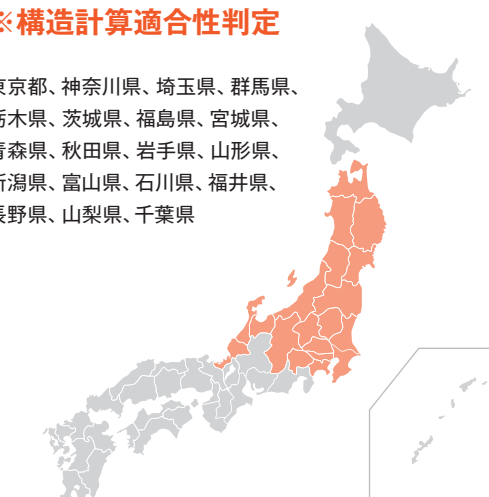 ※構造計算適合性判定
東京都、神奈川県、埼玉県、群馬県、
栃木県、茨城県、福島県、宮城県、
青森県、秋田県、岩手県、山形県、
新潟県、富山県、石川県、福井県、
長野県、山梨県、千葉県